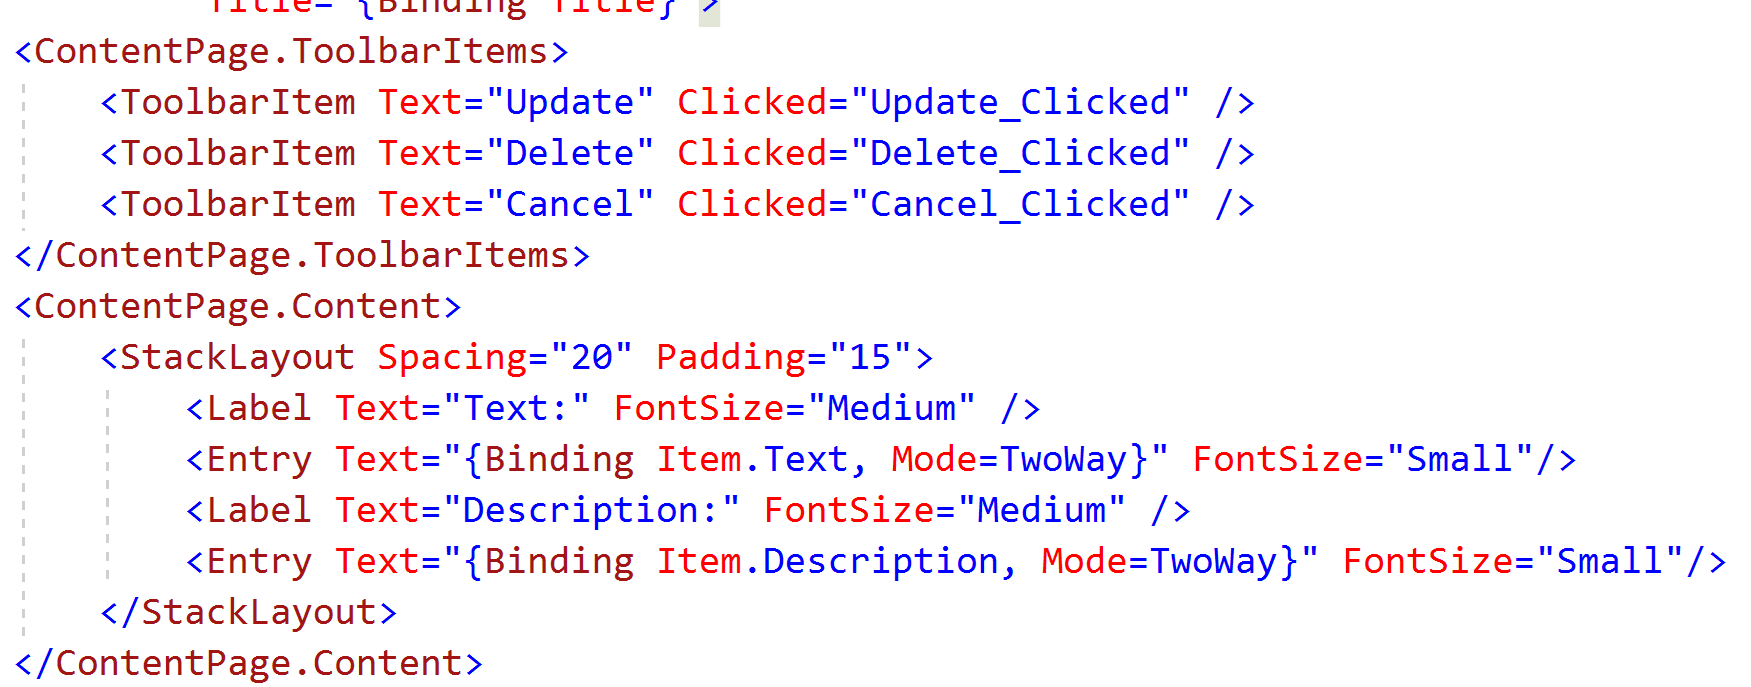 Title="{Binding Title}">
<ContentPage.ToolbarItems>
    <ToolbarItem Text="Update" Clicked="Update_Clicked" />
    <ToolbarItem Text="Delete" Clicked="Delete_Clicked" />
    <ToolbarItem Text="Cancel" Clicked="Cancel_Clicked" />
</ContentPage.ToolbarItems>
<ContentPage.Content>
    <StackLayout Spacing="20" Padding="15">
        <Label Text="Text:" FontSize="Medium" />
        <Entry Text="{Binding Item.Text, Mode=TwoWay}" FontSize="Small"/>
        <Label Text="Description:" FontSize="Medium" />
        <Entry Text="{Binding Item.Description, Mode=TwoWay}" FontSize="Small"/>
    </StackLayout>
</ContentPage.Content>